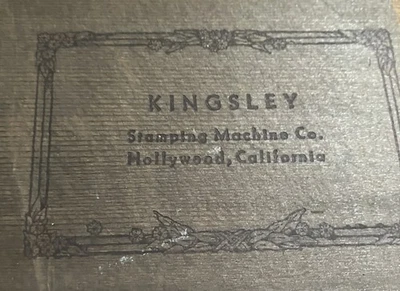 KINGSLEY
Stamping Machine Co.
Hollywood, California